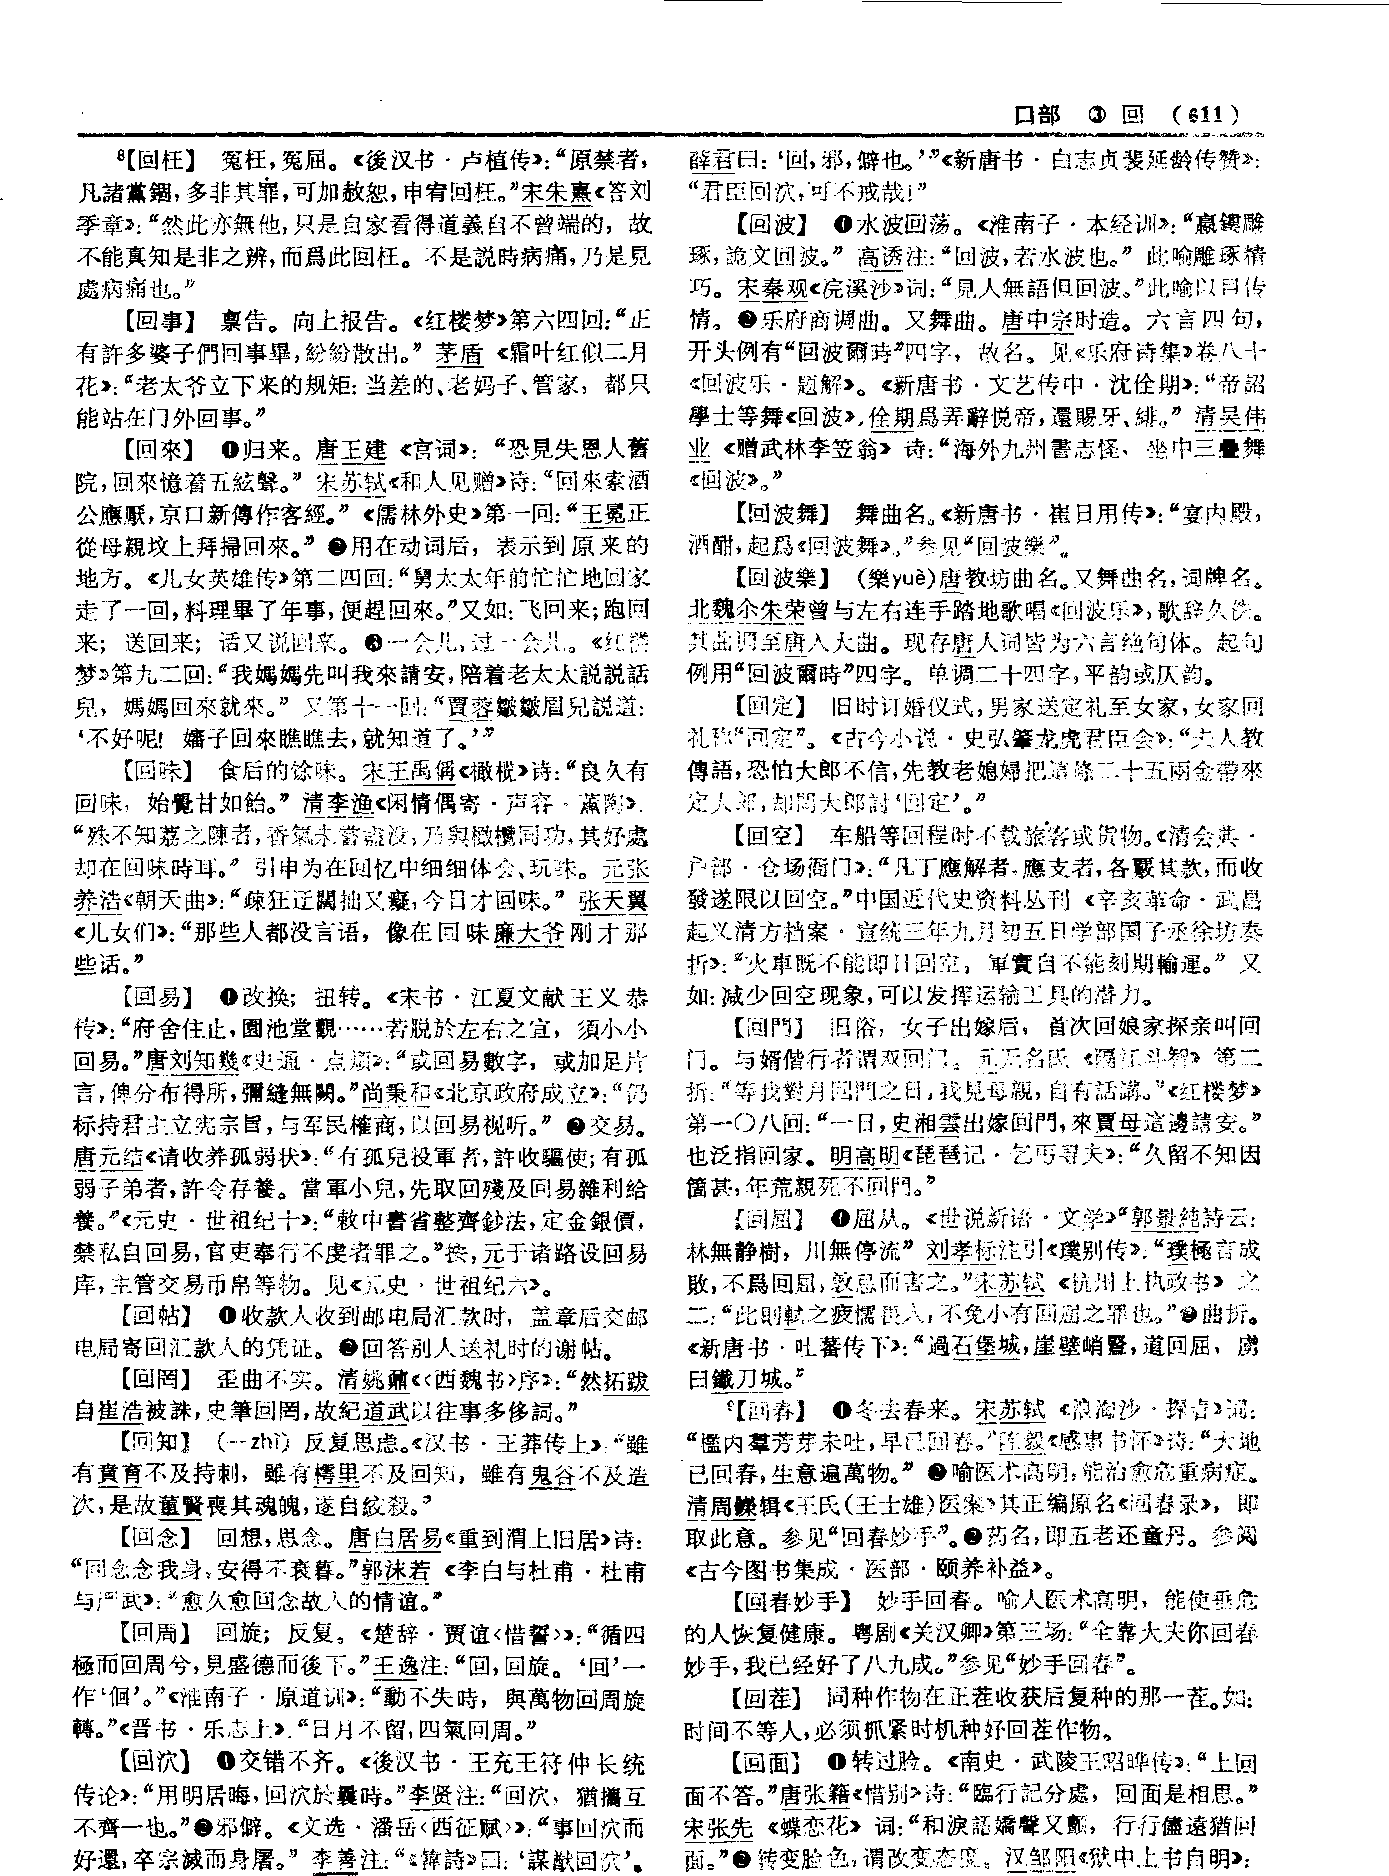 口部 ③ 回 (611)
⁸【回枉】 冤枉,冤屈。《後汉书·卢植传》:“原禁者,
凡諸黨錮,多非其罪,可加赦恕,申宥回枉。”宋朱熹《答刘
季章》:“然此亦無他,只是自家看得道義自不曾端的,故
不能真知是非之辨,而爲此回枉。不是説時病痛,乃是見
處病痛也。”
【回事】 禀告。向上报告。《红楼梦》第六四回:“正
有許多婆子們回事畢,紛紛散出。”茅盾《霜叶红似二月
花》:“老太爷立下来的规矩:当差的、老妈子、管家,都只
能站在门外回事。”
【回來】 ❶归来。唐王建《宫词》:“恐見失恩人舊
院,回來憶着五絃聲。”宋苏轼《和人见赠》诗:“回來索酒
公應厭,京口新傳作客經。”《儒林外史》第一回:“王冕正
從母親坟上拜掃回來。”❷用在动词后,表示到原来的
地方。《儿女英雄传》第二四回:“舅太太年前忙忙地回家
走了一回,料理畢了年事,便趕回來。”又如:飞回来;跑回
来;送回来;话又说回来。❸一会儿,过一会儿。《红楼
梦》第九二回:“我媽媽先叫我來請安,陪着老太太説説話
兒,媽媽回來就來。”又第十一回:“賈蓉皺皺眉兒説道:
‘不好呢!嬸子回來瞧瞧去,就知道了。’”
【回味】 食后的馀味。宋王禹偁《橄榄》诗:“良久有
回味,始覺甘如飴。”清李渔《闲情偶寄·声容·薰陶》:
“殊不知荔之陳者,香氣未嘗盡没,乃與橄欖同功,其好處
却在回味時耳。”引申为在回忆中细细体会、玩味。元张
养浩《朝天曲》:“疎狂迂闊拙又癡,今日才回味。”张天翼
《儿女们》:“那些人都没言语,像在回味廉大爷刚才那
些话。”
【回易】 ❶改换;扭转。《宋书·江夏文献王义恭
传》:“府舍住止,園池堂觀……若脱於左右之宜,須小小
回易。”唐刘知幾《史通·点烦》:“或回易數字,或加足片
言,俾分布得所,彌縫無闕。”尚秉和《北京政府成立》:“仍
标持君主立宪宗旨,与军民榷商,以回易视听。”❷交易。
唐元结《请收养孤弱状》:“有孤兒投軍者,許收驅使;有孤
弱子弟者,許令存養。當軍小兒,先取回殘及回易雜利給
養。”《元史·世祖纪十》:“敕中書省整齊鈔法,定金銀價,
禁私自回易,官吏奉行不虔者罪之。”按,元于诸路设回易
库,主管交易币帛等物。见《元史·世祖纪六》。
【回帖】 ❶收款人收到邮电局汇款时,盖章后交邮
电局寄回汇款人的凭证。❷回答别人送礼时的谢帖。
【回罔】 歪曲不实。清姚鼐《〈西魏书〉序》:“然拓跋
自崔浩被誅,史筆回罔,故紀道武以往事多侈詞。”
【回知】 (—zhì)反复思虑。《汉书·王莽传上》:“雖
有賁育不及持刺,雖有樗里不及回知,雖有鬼谷不及造
次,是故董賢喪其魂魄,遂自絞殺。”
【回念】 回想,思念。唐白居易《重到渭上旧居》诗:
“回念念我身,安得不衰暮。”郭沫若《李白与杜甫·杜甫
与严武》:“愈久愈回念故人的情谊。”
【回周】 回旋;反复。《楚辞·贾谊〈惜誓〉》:“循四
極而回周兮,見盛德而後下。”王逸注:“回,回旋。‘回’一
作‘徊’。”《淮南子·原道训》:“動不失時,與萬物回周旋
轉。”《晋书·乐志上》:“日月不留,四氣回周。”
【回泬】 ❶交错不齐。《後汉书·王充王符仲长统
传论》:“用明居晦,回泬於曩時。”李贤注:“回泬,猶攜互
不齊一也。”❷邪僻。《文选·潘岳〈西征赋〉》:“事回泬而
好還,卒宗滅而身屠。”李善注:“《韓詩》曰:‘謀猷回泬’。
薛君曰:‘回,邪,僻也。’”《新唐书·白志贞裴延龄传赞》:
“君臣回泬,可不戒哉!”
【回波】 ❶水波回荡。《淮南子·本经训》:“嬴鏤雕
琢,詭文回波。”高诱注:“回波,若水波也。”此喻雕琢精
巧。宋秦观《浣溪沙》词:“見人無語但回波。”此喻以目传
情。❷乐府商调曲。又舞曲。唐中宗时造。六言四句,
开头例有“回波爾時”四字,故名。见《乐府诗集》卷八十
《回波乐·题解》。《新唐书·文艺传中·沈佺期》:“帝詔
學士等舞《回波》,佺期爲弄辭悦帝,還賜牙、緋。”清吴伟
业《赠武林李笠翁》诗:“海外九州書志怪、坐中三疊舞
《回波》。”
【回波舞】 舞曲名。《新唐书·崔日用传》:“宴内殿,
酒酣,起爲《回波舞》。”参见“回波樂”。
【回波樂】 (樂yuè)唐教坊曲名。又舞曲名,词牌名。
北魏尒朱荣曾与左右连手踏地歌唱《回波乐》,歌辞久佚。
其曲调至唐入大曲。现存唐人词皆为六言绝句体。起句
例用“回波爾時”四字。单调二十四字,平韵或仄韵。
【回定】 旧时订婚仪式,男家送定礼至女家,女家回
礼称“回定”。《古今小说·史弘肇龙虎君臣会》:“夫人教
傳語,恐怕大郎不信,先教老媳婦把這條二十五兩金帶來
定大郎,却問大郎討‘回定’。”
【回空】 车船等回程时不载旅客或货物。《清会典·
户部·仓场衙门》:“凡丁應解者,應支者,各覈其款,而收
發遂限以回空。”中国近代史资料丛刊《辛亥革命·武昌
起义清方档案·宣统三年九月初五日学部国子丞徐坊奏
折》:“火車既不能即日回空,軍實自不能刻期輸運。”又
如:减少回空现象,可以发挥运输工具的潜力。
【回門】 旧俗,女子出嫁后,首次回娘家探亲叫回
门。与婿偕行者谓双回门。元无名氏《隔江斗智》第二
折:“等我對月回門之日,我見母親,自有話講。”《红楼梦》
第一〇八回:“一日,史湘雲出嫁回門,來賈母這邊請安。”
也泛指回家。明高明《琵琶记·乞丐寻夫》:“久留不知因
箇甚,年荒親死不回門。”
【回屈】 ❶屈从。《世说新语·文学》“郭景純詩云:
林無静樹,川無停流”刘孝标注引《璞别传》:“璞極言成
敗,不爲回屈,敦忌而害之。”宋苏轼《杭州上执政书》之
二:“此則軾之疲懦畏人,不免小有回屈之罪也。”❷曲折。
《新唐书·吐蕃传下》:“過石堡城,崖壁峭豎,道回屈,虜
曰鐵刀城。”
⁹【回春】 ❶冬去春来。宋苏轼《浪淘沙·探春》词:
“檻内羣芳芽未吐,早已回春。”陈毅《感事书怀》诗:“大地
已回春,生意遍萬物。”❷喻医术高明,能治愈危重病症。
清周𨰣辑《王氏(王士雄)医案》其正编原名《回春录》,即
取此意。参见“回春妙手”。❸药名,即五老还童丹。参阅
《古今图书集成·医部·颐养补益》。
【回春妙手】 妙手回春。喻人医术高明,能使垂危
的人恢复健康。粤剧《关汉卿》第三场:“全靠大夫你回春
妙手,我已经好了八九成。”参见“妙手回春”。
【回茬】 同种作物在正茬收获后复种的那一茬。如:
时间不等人,必须抓紧时机种好回茬作物。
【回面】 ❶转过脸。《南史·武陵王昭晔传》:“上回
面不答。”唐张籍《惜别》诗:“臨行記分處,回面是相思。”
宋张先《蝶恋花》词:“和淚語嬌聲又顫,行行儘遠猶回
面。”❷转变脸色,谓改变态度。汉邹阳《狱中上书自明》: